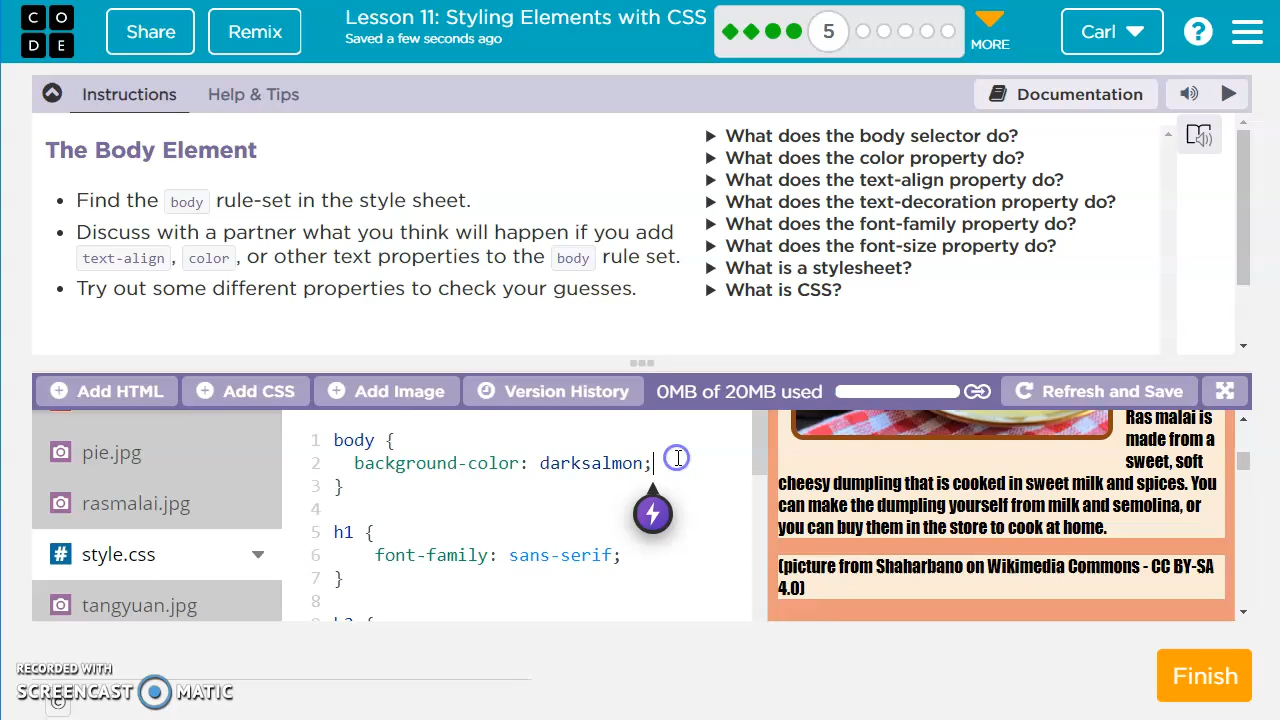 C O
D E
Share
Remix
Lesson 11: Styling Elements with CSS
Saved a few seconds ago
5
MORE
Carl
?
Instructions
Help & Tips
Documentation
The Body Element
• Find the body rule-set in the style sheet.
• Discuss with a partner what you think will happen if you add
text-align, color, or other text properties to the body rule set.
• Try out some different properties to check your guesses.
▶ What does the body selector do?
▶ What does the color property do?
▶ What does the text-align property do?
▶ What does the text-decoration property do?
▶ What does the font-family property do?
▶ What does the font-size property do?
▶ What is a stylesheet?
▶ What is CSS?
Add HTML
Add CSS
Add Image
Version History
0MB of 20MB used
Refresh and Save
pie.jpg
rasmalai.jpg
# style.css
tangyuan.jpg
1 body {
2 background-color: darksalmon;
3 }
4
5 h1 {
6 font-family: sans-serif;
7 }
8
Ras malai is
made from a
sweet, soft
cheesy dumpling that is cooked in sweet milk and spices. You
can make the dumpling yourself from milk and semolina, or
you can buy them in the store to cook at home.
(picture from Shaharbano on Wikimedia Commons - CC BY-SA
4.0)
Finish
RECORDED WITH
SCREENCAST MATIC
©